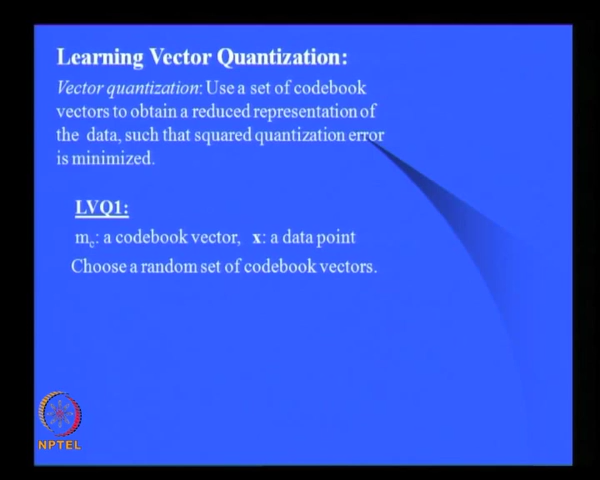 Learning Vector Quantization:
Vector quantization: Use a set of codebook
vectors to obtain a reduced representation of
the data, such that squared quantization error
is minimized.
LVQ1:
mc: a codebook vector, x: a data point
Choose a random set of codebook vectors.
NPTEL